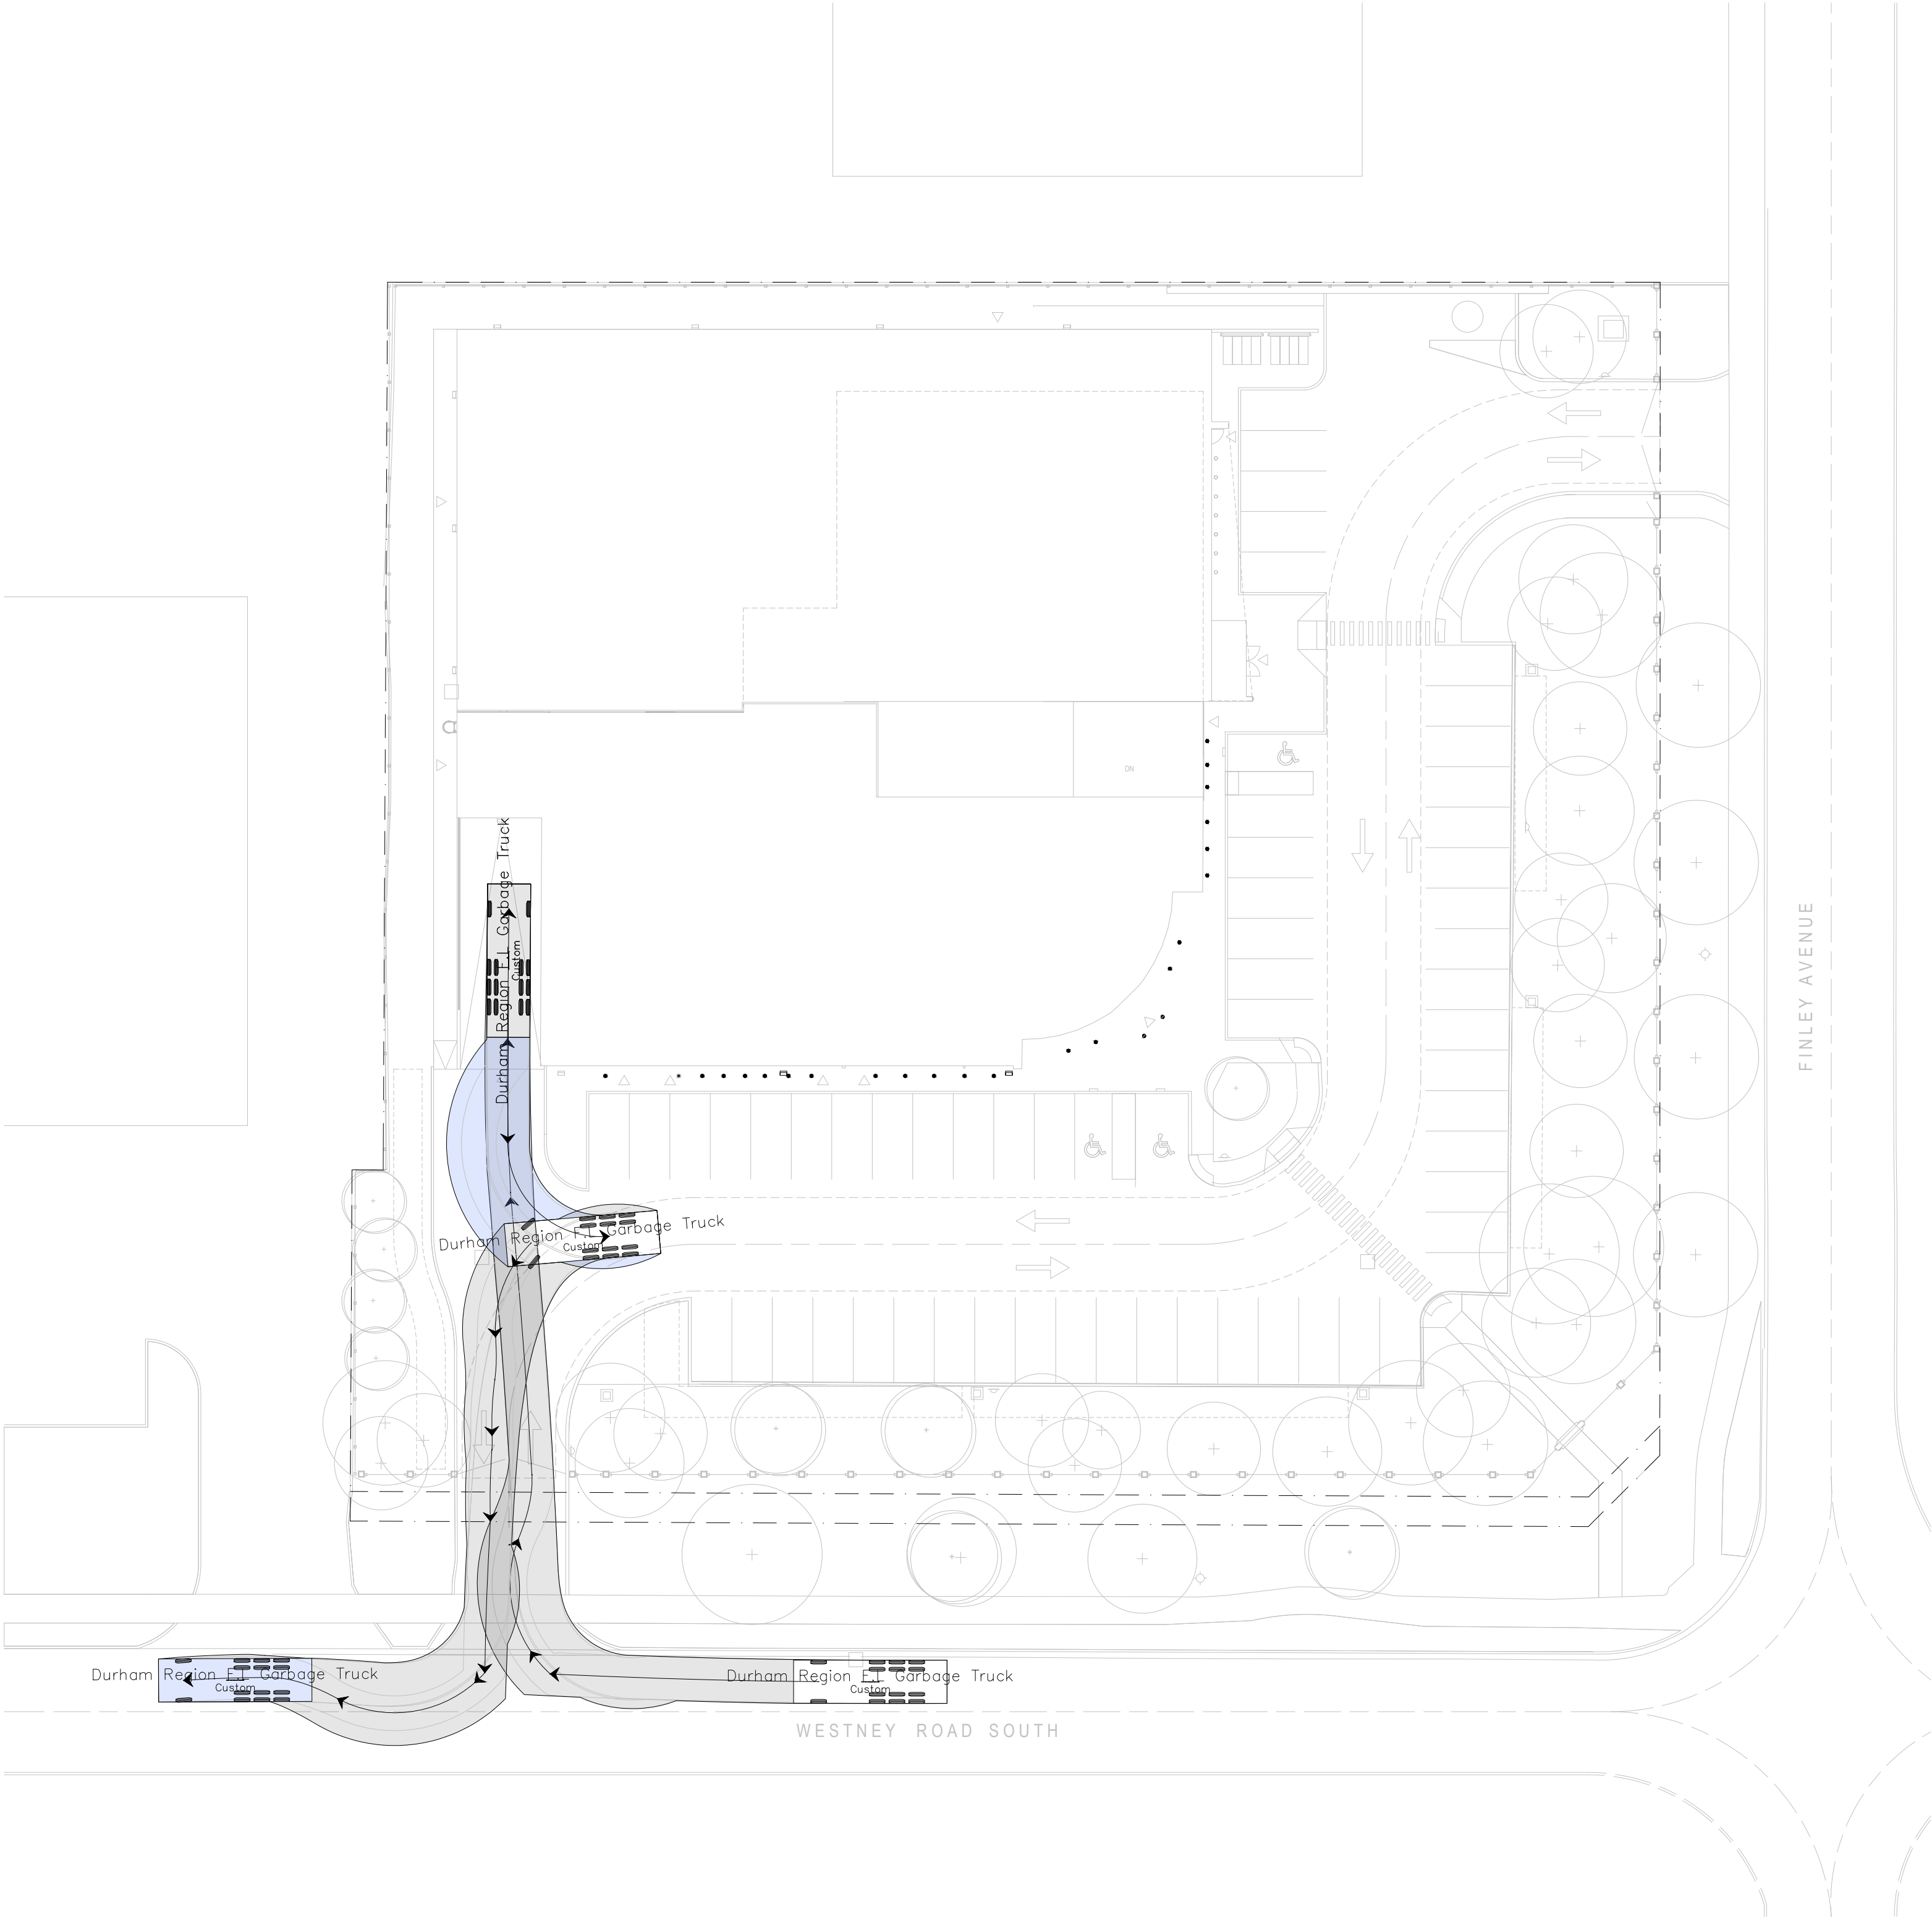 DN
Durham Region F.L Garbage Truck
Custom
FINLEY AVENUE
Durham Region F.L Garbage Truck
Custom
Durham Region F.L Garbage Truck
Custom
Durham Region F.L Garbage Truck
Custom
WESTNEY ROAD SOUTH